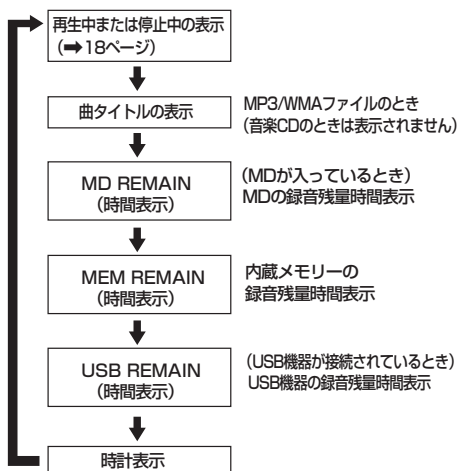 再生中または停止中の表示
(➡18ページ)
曲タイトルの表示
MP3/WMAファイルのとき
(音楽CDのときは表示されません)
MD REMAIN
(時間表示)
(MDが入っているとき)
MDの録音残量時間表示
MEM REMAIN
(時間表示)
内蔵メモリーの
録音残量時間表示
USB REMAIN
(時間表示)
(USB機器が接続されているとき)
USB機器の録音残量時間表示
時計表示